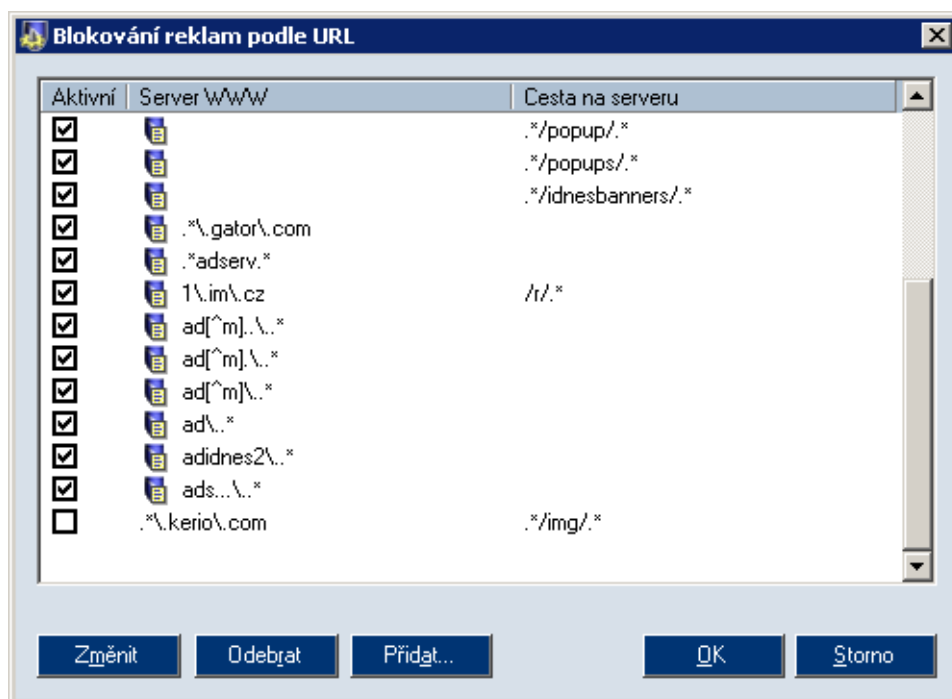 Blokování reklam podle URL
Aktivní Server WWW Cesta na serveru
.*/popup/.*
.*/popups/.*
.*/idnesbanners/.*
.*\.gator\.com
.*adserv.*
1\.im\.cz /r/.*
ad[^m]..\..*
ad[^m].\..*
ad[^m]\..*
ad\..*
adidnes2\..*
ads...\..*
.*\.kerio\.com .*/img/.*
Změnit Odebrat Přidat... OK Storno